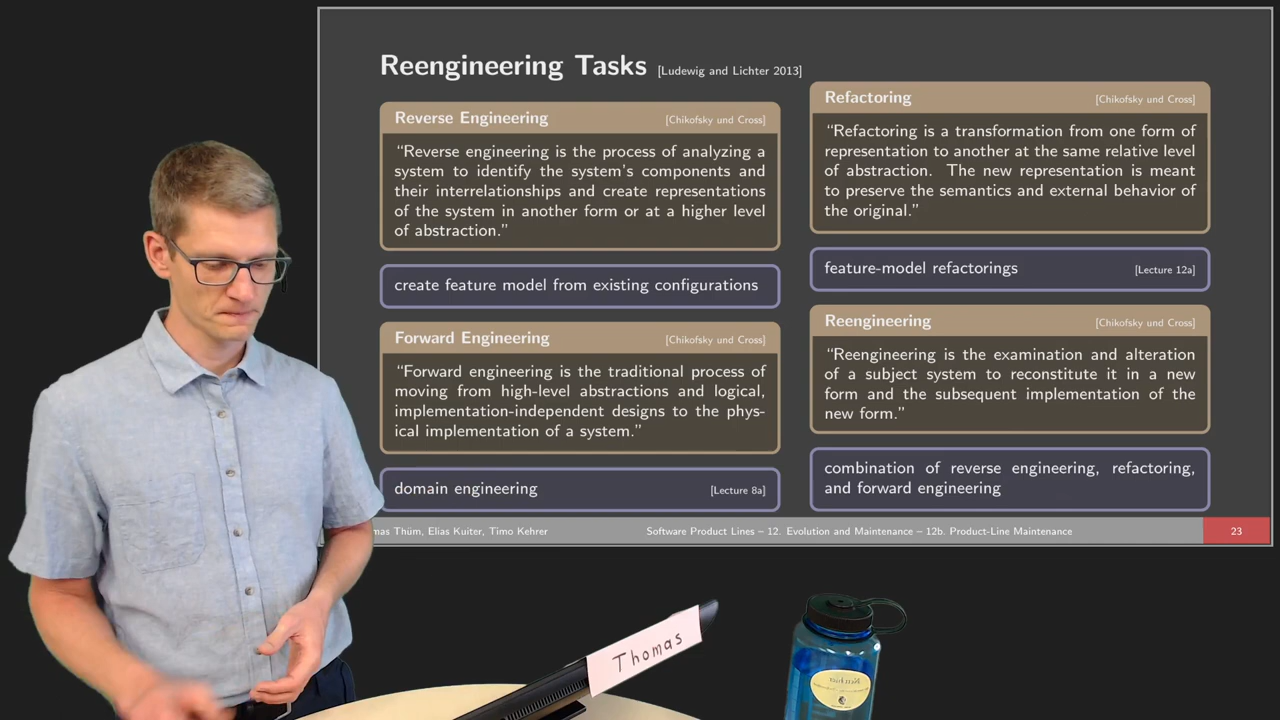 Reengineering Tasks [Ludewig and Lichter 2013]
Reverse Engineering [Chikofsky und Cross]
“Reverse engineering is the process of analyzing a
system to identify the system’s components and
their interrelationships and create representations
of the system in another form or at a higher level
of abstraction.”
create feature model from existing configurations
Forward Engineering [Chikofsky und Cross]
“Forward engineering is the traditional process of
moving from high-level abstractions and logical,
implementation-independent designs to the phys-
ical implementation of a system.”
domain engineering [Lecture 8a]
Refactoring [Chikofsky und Cross]
“Refactoring is a transformation from one form of
representation to another at the same relative level
of abstraction. The new representation is meant
to preserve the semantics and external behavior of
the original.”
feature-model refactorings [Lecture 12a]
Reengineering [Chikofsky und Cross]
“Reengineering is the examination and alteration
of a subject system to reconstitute it in a new
form and the subsequent implementation of the
new form.”
combination of reverse engineering, refactoring,
and forward engineering
mas Thüm, Elias Kuiter, Timo Kehrer
Software Product Lines – 12. Evolution and Maintenance – 12b. Product-Line Maintenance
23
Thomas